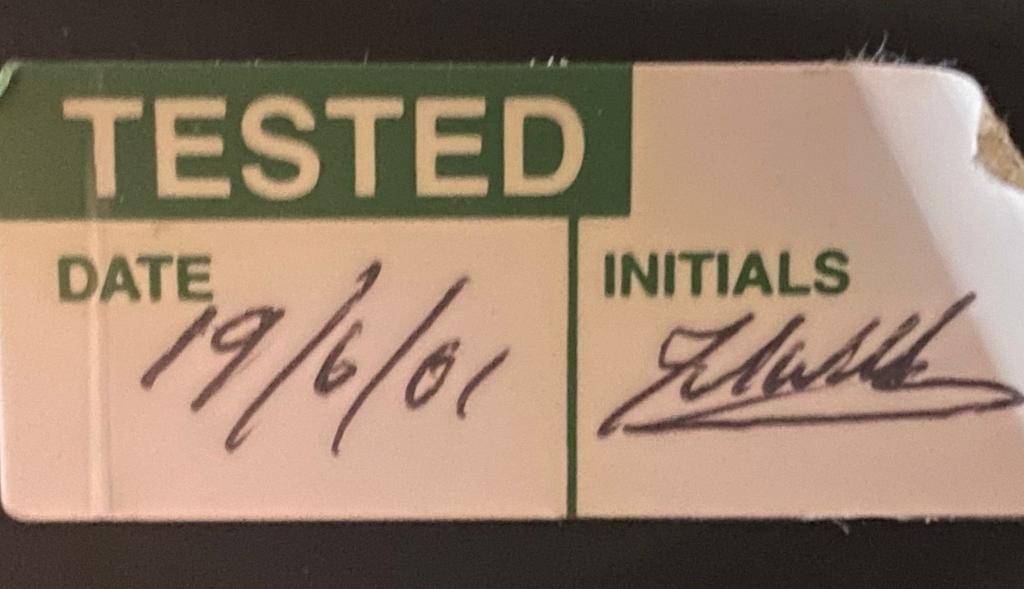 TESTED
DATE
INITIALS
19/6/01